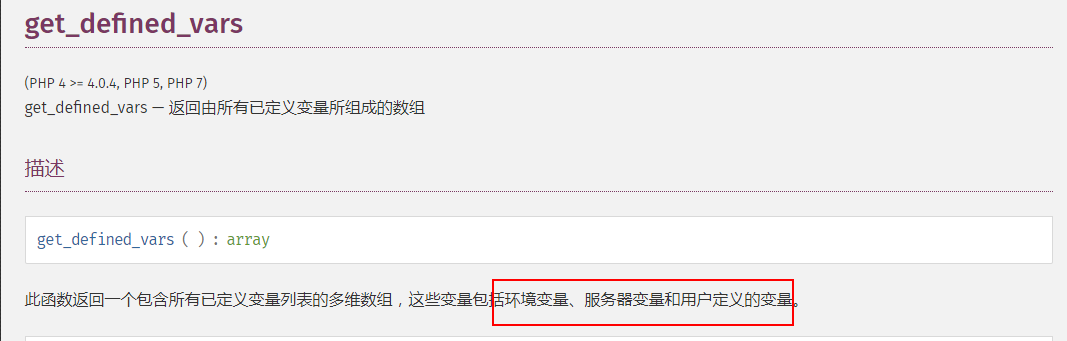 get_defined_vars
(PHP 4 >= 4.0.4, PHP 5, PHP 7)
get_defined_vars — 返回由所有已定义变量所组成的数组
描述
get_defined_vars ( ) : array
此函数返回一个包含所有已定义变量列表的多维数组，这些变量包括环境变量、服务器变量和用户定义的变量。